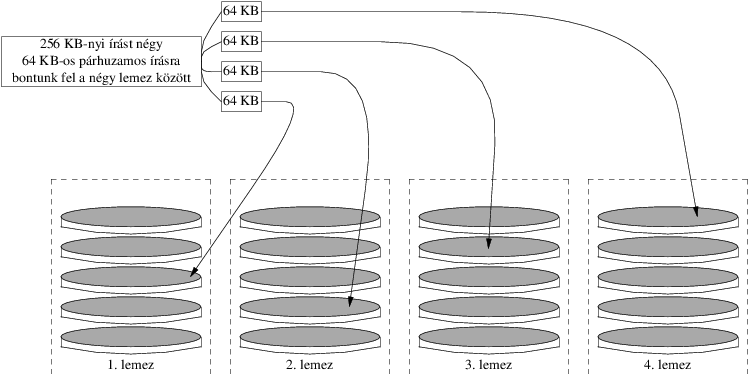 64 KB
64 KB
64 KB
64 KB
256 KB-nyi írást négy
64 KB-os párhuzamos írásra
bontunk fel a négy lemez között
1. lemez
2. lemez
3. lemez
4. lemez